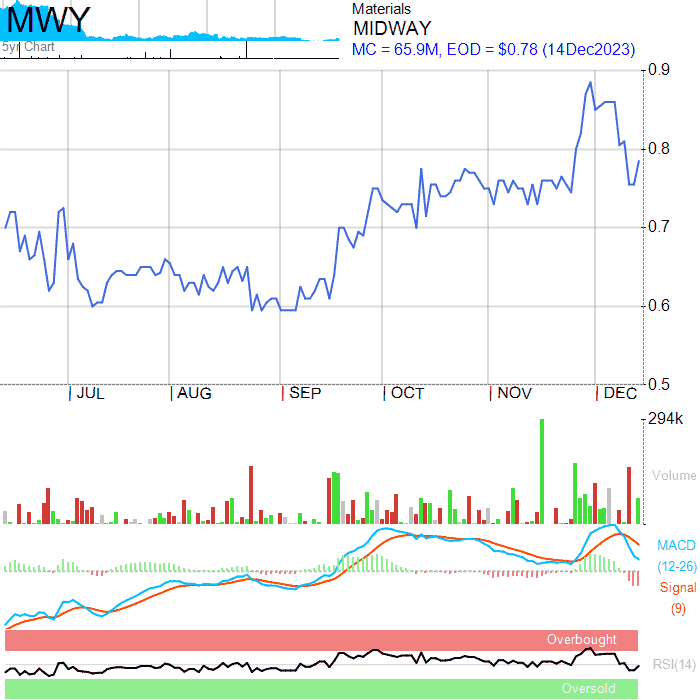 MWY
5yr Chart
Materials
MIDWAY
MC = 65.9M, EOD = $0.78 (14Dec2023)
0.9
0.8
0.7
0.6
0.5
JUL
AUG
SEP
OCT
NOV
DEC
294k
Volume
MACD
(12-26)
Signal
(9)
Overbought
RSI(14)
Oversold